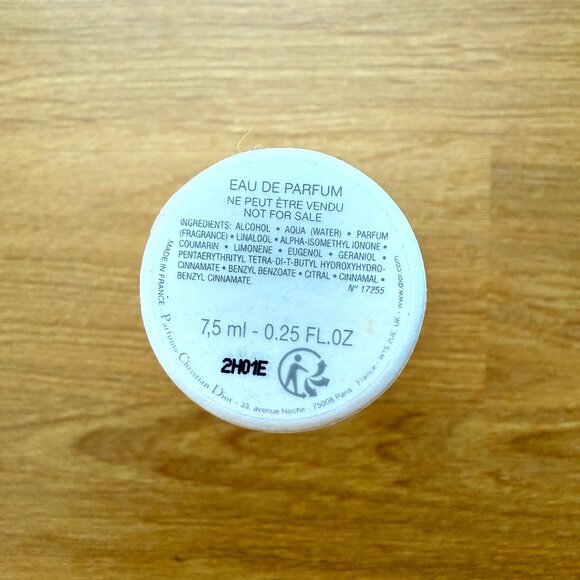 EAU DE PARFUM
NE PEUT ÊTRE VENDU
NOT FOR SALE
INGREDIENTS: ALCOHOL • AQUA (WATER) • PARFUM
(FRAGRANCE) • LINALOOL • ALPHA-ISOMETHYL IONONE •
COUMARIN • LIMONENE • EUGENOL • GERANIOL •
PENTAERYTHRITYL TETRA-DI-T-BUTYL HYDROXYHYDRO-
CINNAMATE • BENZYL BENZOATE • CITRAL • CINNAMAL •
BENZYL CINNAMATE. N° 17255
7,5 ml - 0.25 FL.OZ
2H01E
MADE IN FRANCE • Parfums Christian Dior • 33, avenue Hoche - 75008 Paris - France - W1S 2UE, UK • www.dior.com